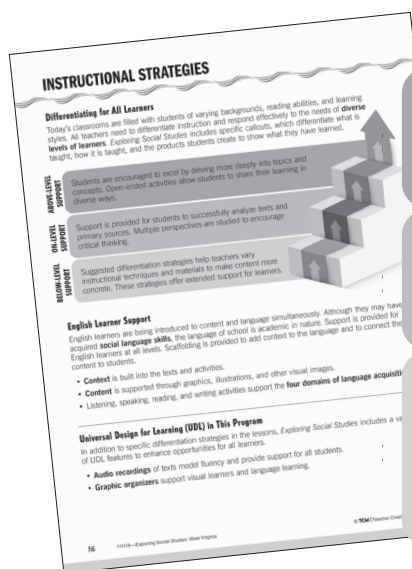 INSTRUCTIONAL STRATEGIES
Differentiating for All Learners
Today's classrooms are filled with students of varying backgrounds, reading abilities, and learning
styles. All teachers need to differentiate instruction and respond effectively to the needs of diverse
levels of learners. Exploring Social Studies includes specific callouts, which differentiate what is
taught, how it is taught, and the products students create to show what they have learned.
ABOVE-LEVEL
SUPPORT
Students are encouraged to excel by delving more deeply into topics and
concepts. Open-ended activities allow students to share their learning in
diverse ways.
ON-LEVEL
SUPPORT
Support is provided for students to successfully analyze texts and
primary sources. Multiple perspectives are studied to encourage
critical thinking.
BELOW-LEVEL
SUPPORT
Suggested differentiation strategies help teachers vary
instructional techniques and materials to make content more
concrete. These strategies offer extended support for learners.
English Learner Support
English learners are being introduced to content and language simultaneously. Although they may have
acquired social language skills, the language of school is academic in nature. Support is provided for
English learners at all levels. Scaffolding is provided to add context to the language and to connect the
content to students.
• Context is built into the texts and activities.
• Content is supported through graphics, illustrations, and other visual images.
• Listening, speaking, reading, and writing activities support the four domains of language
Universal Design for Learning (UDL) in This Program
In addition to specific differentiation strategies in the lessons, Exploring Social Studies includes a
of UDL features to enhance opportunities for all learners.
• Audio recordings of texts model fluency and provide support for all students.
• Graphic organizers support visual learners and language learning.
16 111119—Exploring Social Studies: West Virginia
© TCM | Teacher